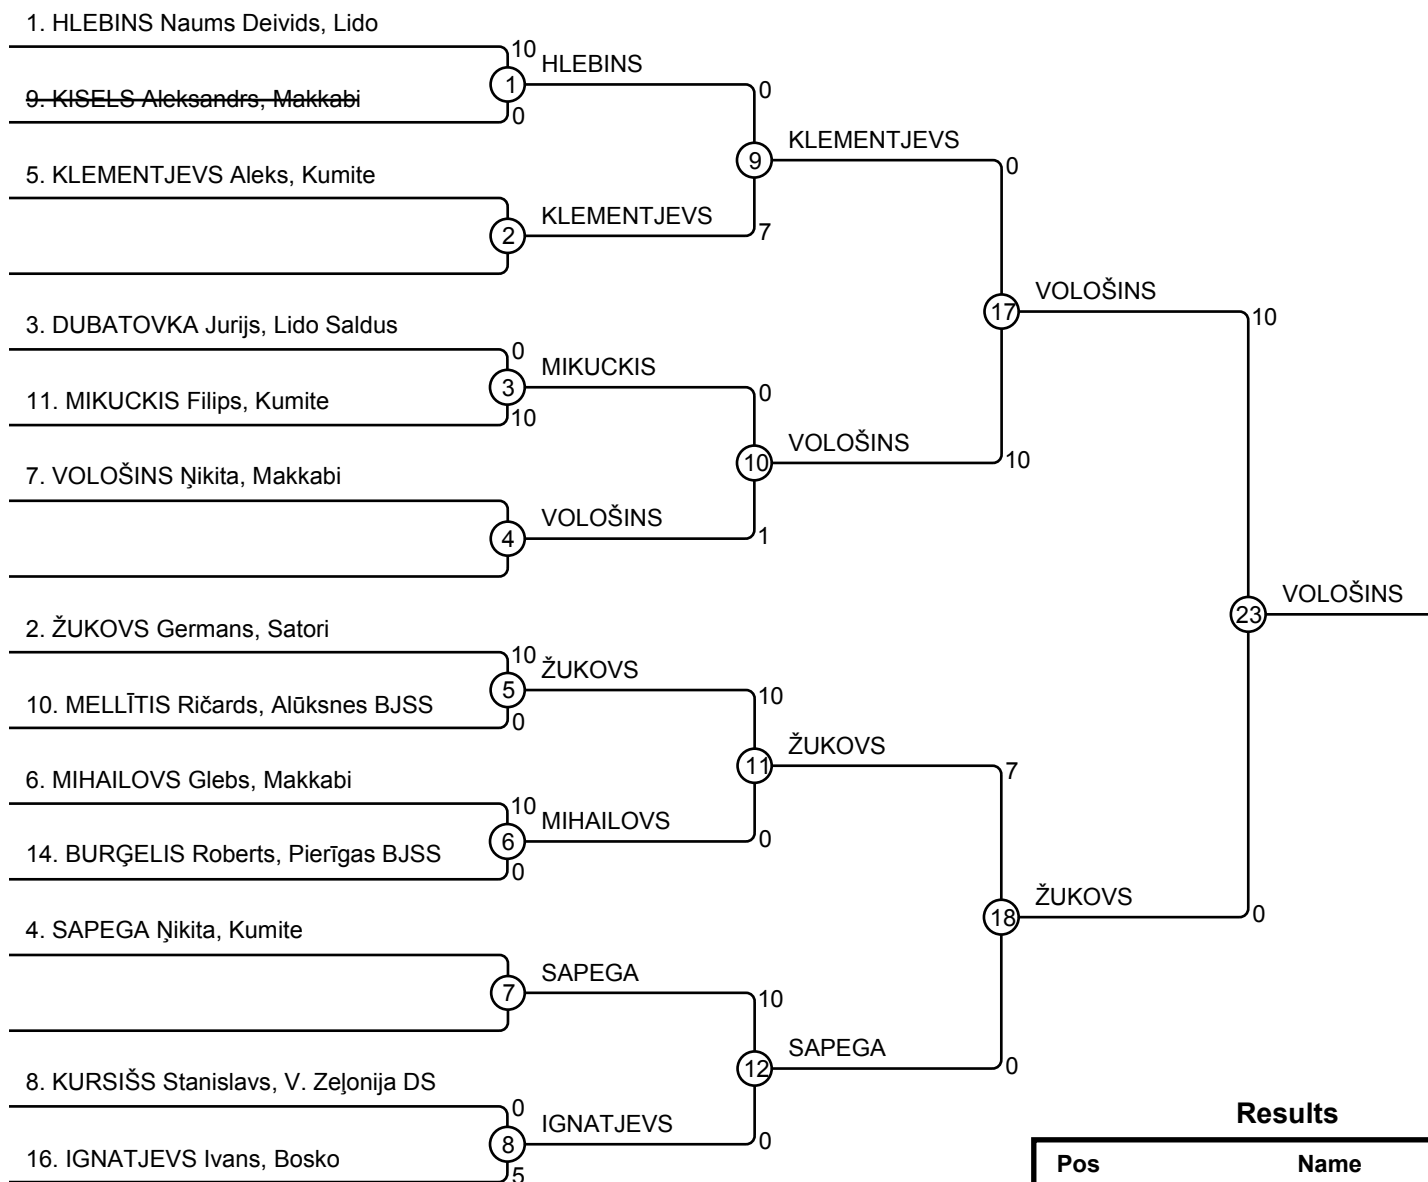 1. HLEBINS Naums Deivids, Lido
10
HLEBINS
1
9. KISELS Aleksandrs, Makkabi
0
0
KLEMENTJEVS
9
5. KLEMENTJEVS Aleks, Kumite
0
KLEMENTJEVS
2
7
VOLOŠINS
17
10
3. DUBATOVKA Jurijs, Lido Saldus
0
MIKUCKIS
3
11. MIKUCKIS Filips, Kumite
10
0
VOLOŠINS
10
10
7. VOLOŠINS Ņikita, Makkabi
VOLOŠINS
4
1
VOLOŠINS
23
2. ŽUKOVS Germans, Satori
10
ŽUKOVS
5
10. MELLĪTIS Ričards, Alūksnes BJSS
0
10
ŽUKOVS
11
6. MIHAILOVS Glebs, Makkabi
7
10
MIHAILOVS
6
0
14. BURĢELIS Roberts, Pierīgas BJSS
0
ŽUKOVS
18
0
4. SAPEGA Ņikita, Kumite
SAPEGA
7
10
SAPEGA
12
0
8. KURSIŠS Stanislavs, V. Zeļonija DS
0
IGNATJEVS
8
0
16. IGNATJEVS Ivans, Bosko
5
Results
Pos Name